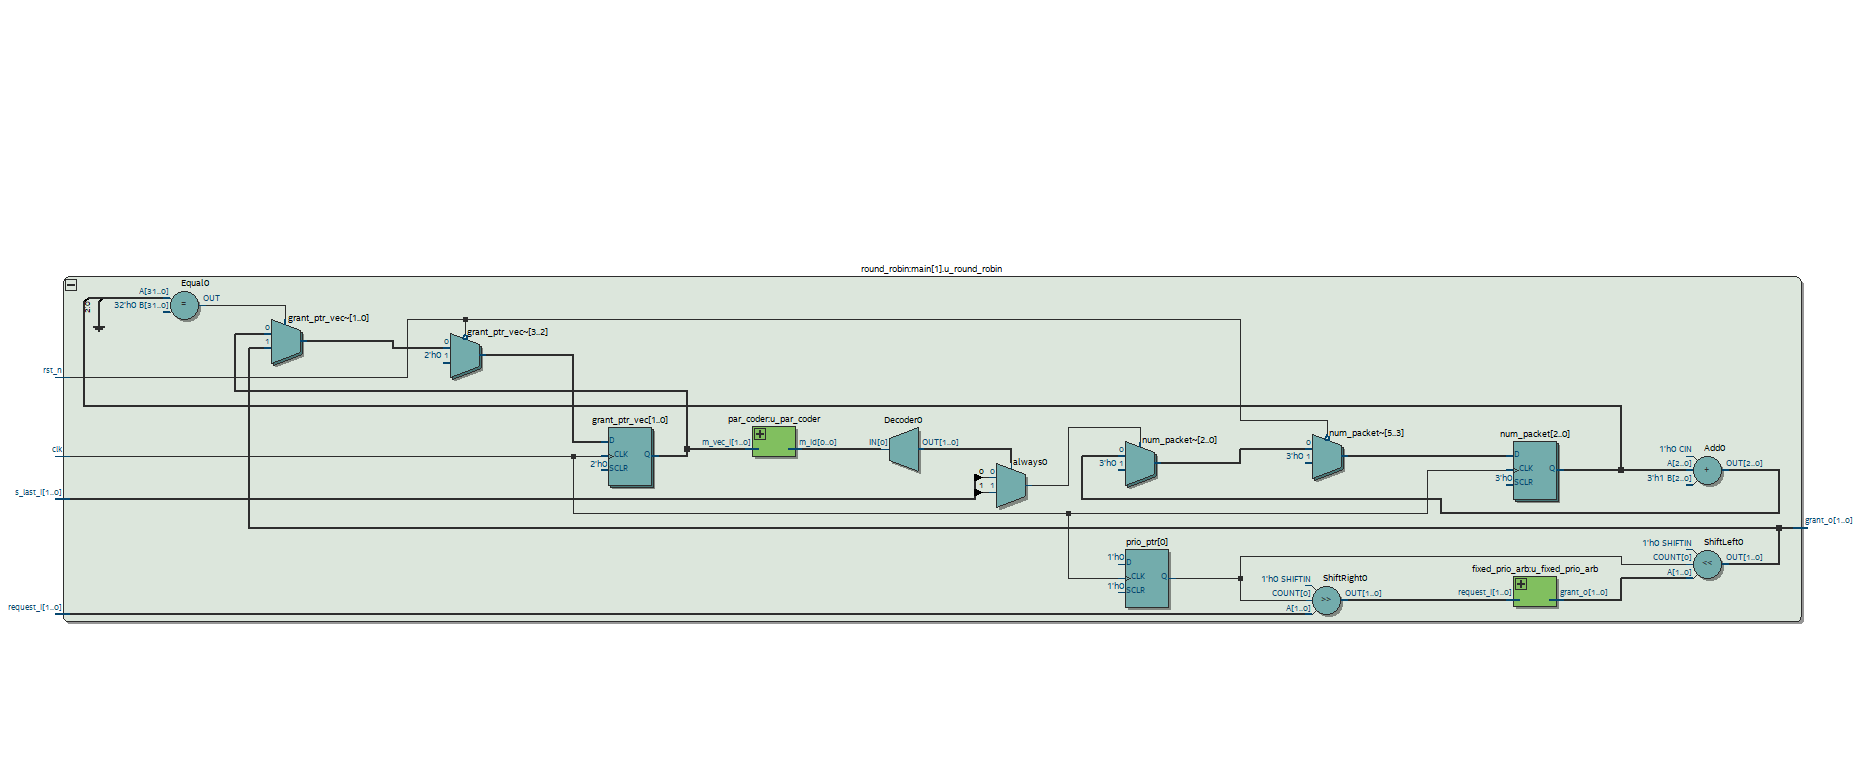 round_robin:main[1].u_round_robin
Equal0
A[31..0]
OUT
32'h0 B[31..0]
=
2:0
grant_ptr_vec~[1..0]
0
1
grant_ptr_vec~[3..2]
0
2'h0 1
rst_n
grant_ptr_vec[1..0]
D
CLK
Q
2'h0
SCLR
par_coder:u_par_coder
m_vec_i[1..0]
m_id[0..0]
Decoder0
IN[0]
OUT[1..0]
always0
0 0
1 1
num_packet~[2..0]
0
3'h0 1
num_packet~[5..3]
0
3'h0 1
num_packet[2..0]
D
CLK
Q
3'h0
SCLR
Add0
1'h0 CIN
A[2..0]
OUT[2..0]
3'h1 B[2..0]
+
clk
s_last_i[1..0]
grant_o[1..0]
prio_ptr[0]
1'h0
D
CLK
Q
1'h0
SCLR
ShiftRight0
1'h0 SHIFTIN
COUNT[0]
OUT[1..0]
A[1..0]
>>
fixed_prio_arb:u_fixed_prio_arb
request_i[1..0]
grant_o[1..0]
ShiftLeft0
1'h0 SHIFTIN
COUNT[0]
OUT[1..0]
A[1..0]
<<
request_i[1..0]